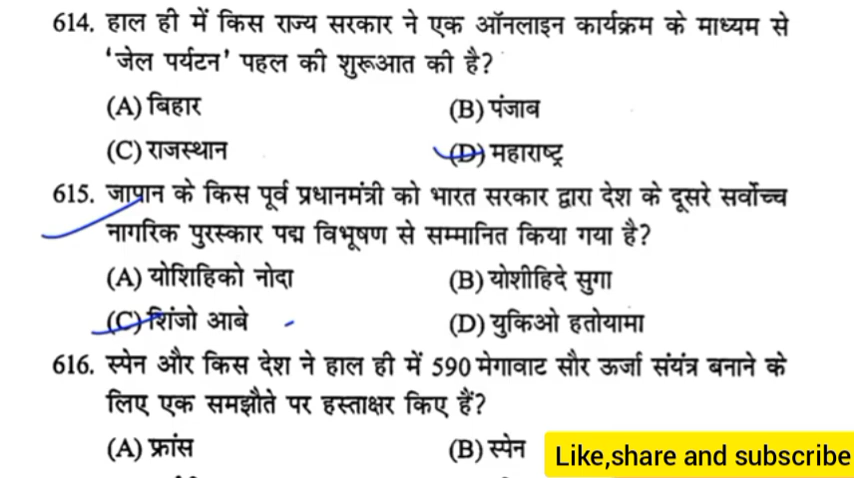 614. हाल ही में किस राज्य सरकार ने एक ऑनलाइन कार्यक्रम के माध्यम से
'जेल पर्यटन' पहल की शुरूआत की है?
(A) बिहार (B) पंजाब
(C) राजस्थान (D) महाराष्ट्र
615. जापान के किस पूर्व प्रधानमंत्री को भारत सरकार द्वारा देश के दूसरे सर्वोच्च
नागरिक पुरस्कार पद्म विभूषण से सम्मानित किया गया है?
(A) योशिहिको नोदा (B) योशीहिदे सुगा
(C) शिंजो आबे (D) युकिओ हतोयामा
616. स्पेन और किस देश ने हाल ही में 590 मेगावाट सौर ऊर्जा संयंत्र बनाने के
लिए एक समझौते पर हस्ताक्षर किए हैं?
(A) फ्रांस (B) स्पेन
Like,share and subscribe